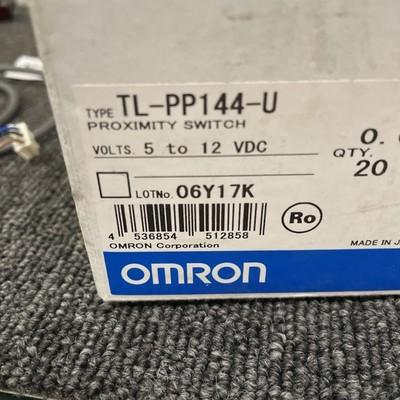 TYPE TL-PP144-U
PROXIMITY SWITCH
VOLTS. 5 to 12 VDC
0.
QTY. 20
LOTNo. 06Y17K
4 536854 512858
Ro
OMRON Corporation
MADE IN
OMRON